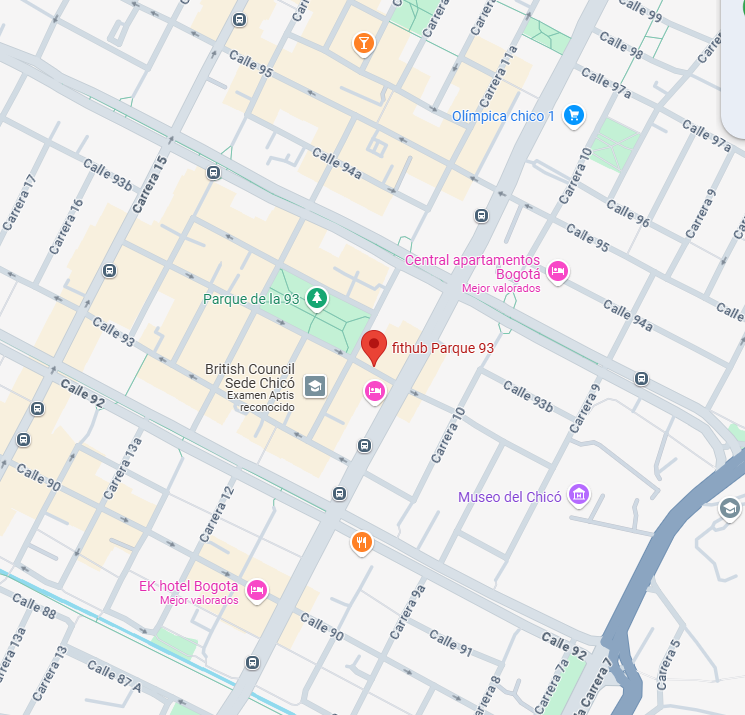 Calle 99
Calle 98
Carrera 11a
Calle 95
Calle 97a
Olímpica chico 1
Calle 97a
Calle 94a
Calle 93b
Carrera 15
Carrera 10
Carrera 17
Carrera 16
Carrera 9
Calle 96
Calle 95
Central apartamentos
Bogotá
Mejor valorados
Parque de la 93
Calle 94a
Calle 93
fithub Parque 93
British Council
Sede Chicó
Examen Aptis
reconocido
Calle 92
Calle 93b
Carrera 9
Carrera 10
Carrera 13a
Calle 90
Museo del Chicó
Carrera 12
EK hotel Bogota
Mejor valorados
Calle 88
Carrera 9a
Calle 90
Calle 91
Calle 92
Carrera 13a
Carrera 13
Calle 87 A
Carrera 8
Carrera 7a
la Carrera 7
Carrera 5